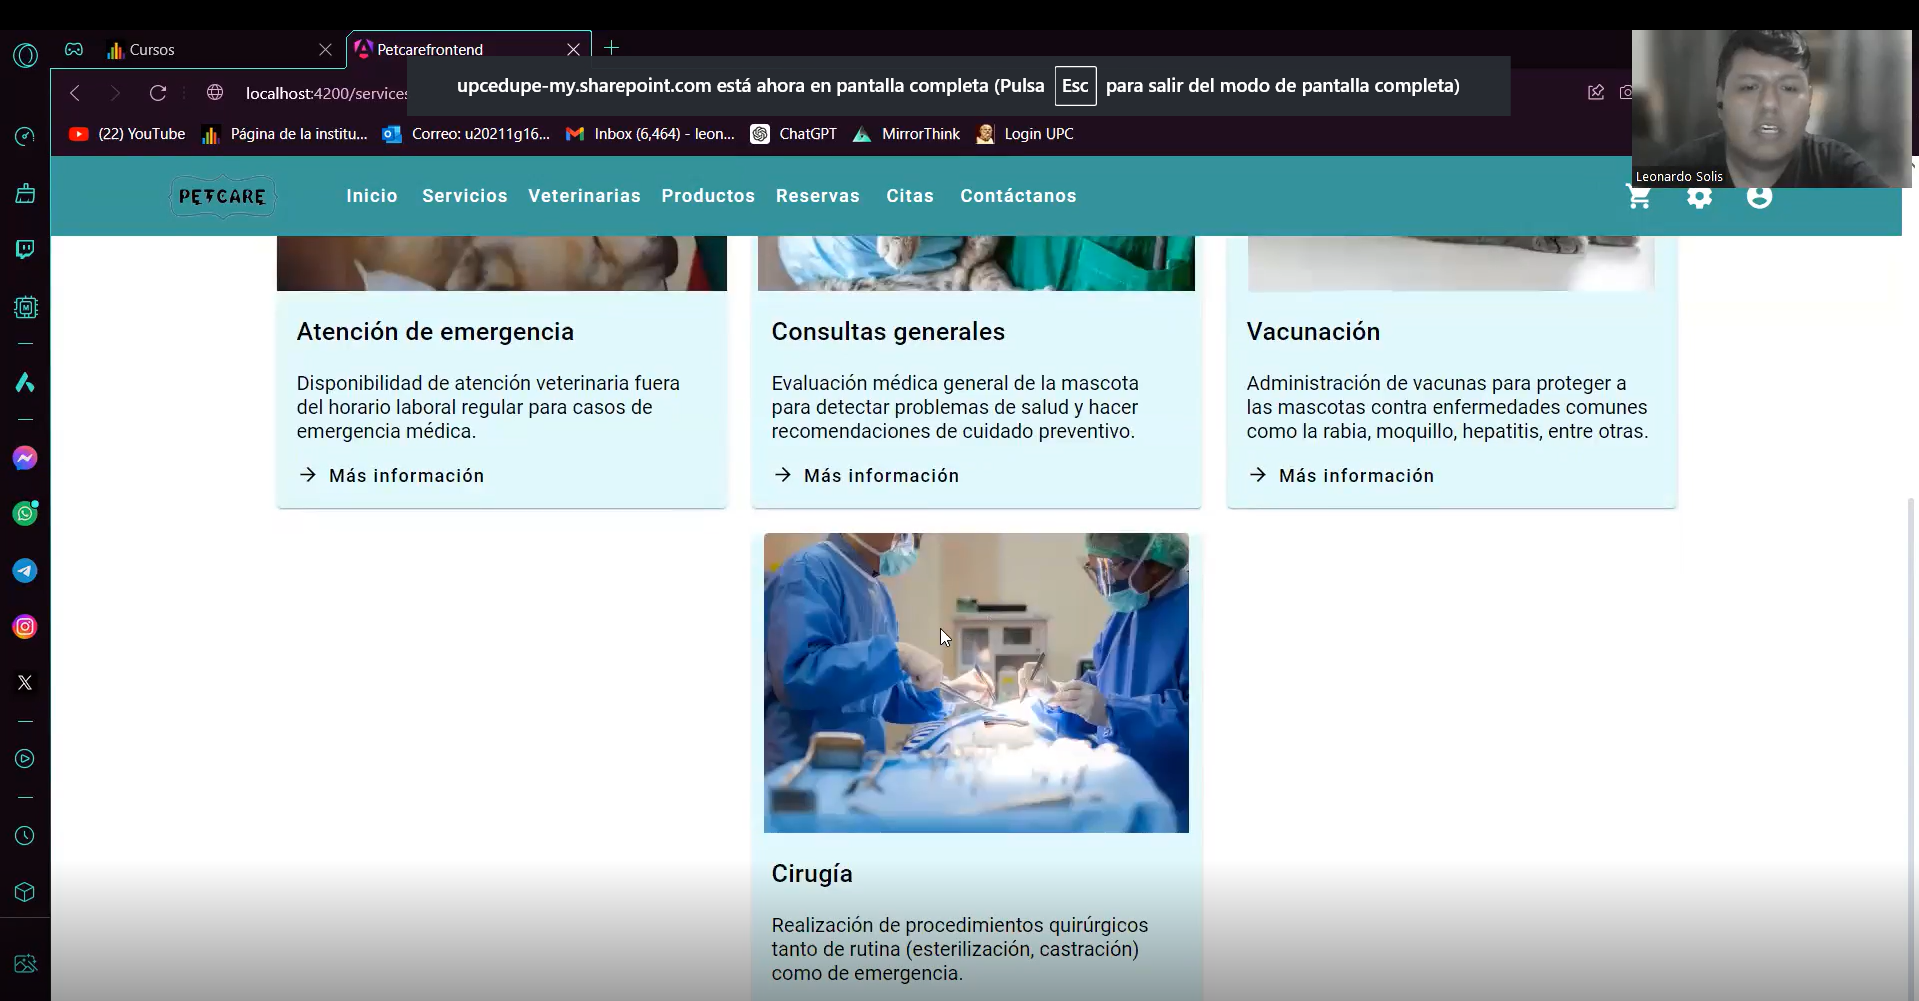 Cursos
Petcarefrontend
upcedupe-my.sharepoint.com está ahora en pantalla completa (Pulsa Esc para salir del modo de pantalla completa)
localhost:4200/services
(22) YouTube
Página de la institu...
Correo: u20211g16...
Inbox (6,464) - leon...
ChatGPT
MirrorThink
Login UPC
Leonardo Solis
PETCARE
Inicio
Servicios
Veterinarias
Productos
Reservas
Citas
Contáctanos
Atención de emergencia
Disponibilidad de atención veterinaria fuera
del horario laboral regular para casos de
emergencia médica.
Más información
Consultas generales
Evaluación médica general de la mascota
para detectar problemas de salud y hacer
recomendaciones de cuidado preventivo.
Más información
Vacunación
Administración de vacunas para proteger a
las mascotas contra enfermedades comunes
como la rabia, moquillo, hepatitis, entre otras.
Más información
Cirugía
Realización de procedimientos quirúrgicos
tanto de rutina (esterilización, castración)
como de emergencia.